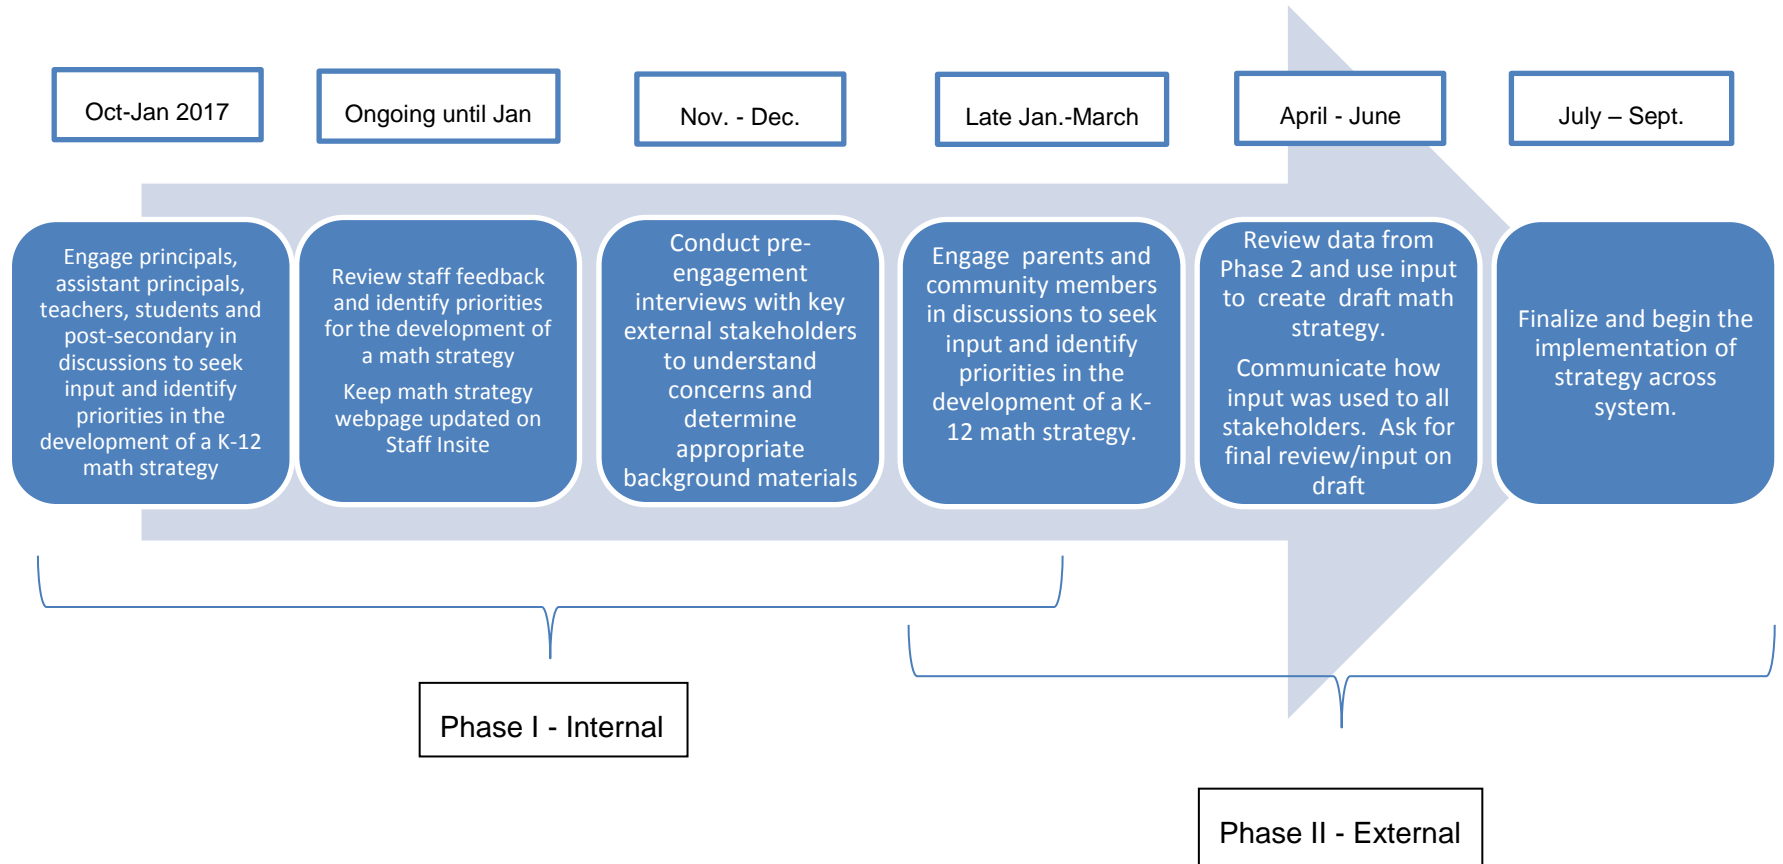 Oct-Jan 2017
Ongoing until Jan
Nov. - Dec.
Late Jan.-March
April - June
July – Sept.
Engage principals,
assistant principals,
teachers, students and
post-secondary in
discussions to seek
input and identify
priorities in the
development of a K-12
math strategy
Review staff feedback
and identify priorities
for the development of
a math strategy
Keep math strategy
webpage updated on
Staff Insite
Conduct pre-
engagement
interviews with key
external stakeholders
to understand
concerns and
determine
appropriate
background materials
Engage parents and
community members
in discussions to seek
input and identify
priorities in the
development of a K-
12 math strategy.
Review data from
Phase 2 and use input
to create draft math
strategy.
Communicate how
input was used to all
stakeholders. Ask for
final review/input on
draft
Finalize and begin the
implementation of
strategy across
system.
Phase I - Internal
Phase II - External